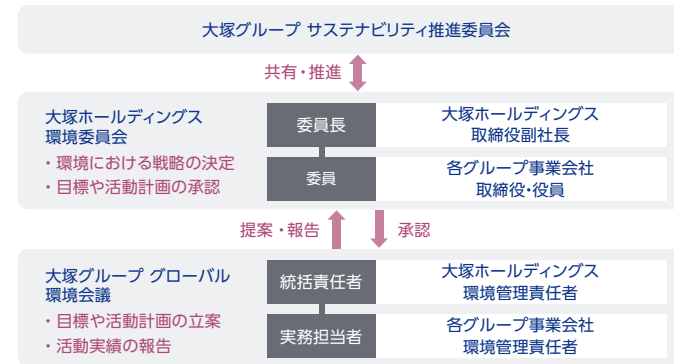 大塚グループ サステナビリティ推進委員会
共有・推進
大塚ホールディングス
環境委員会
・環境における戦略の決定
・目標や活動計画の承認
委員長
大塚ホールディングス
取締役副社長
委員
各グループ事業会社
取締役・役員
提案・報告
承認
大塚グループ グローバル
環境会議
・目標や活動計画の立案
・活動実績の報告
統括責任者
大塚ホールディングス
環境管理責任者
実務担当者
各グループ事業会社
環境管理責任者